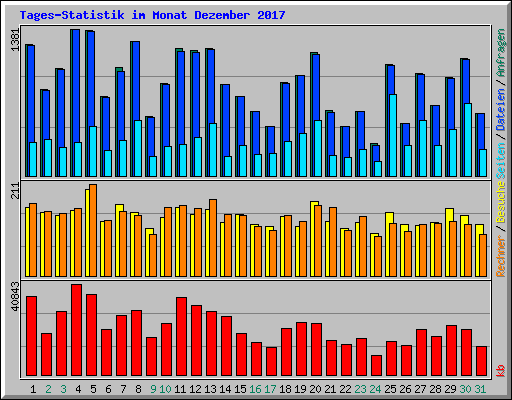 Tages-Statistik im Monat Dezember 2017
1381
211
40843
Rechner / Besuche Seiten / Dateien / Anfragen
kb
1 2 3 4 5 6 7 8 9 10 11 12 13 14 15 16 17 18 19 20 21 22 23 24 25 26 27 28 29 30 31